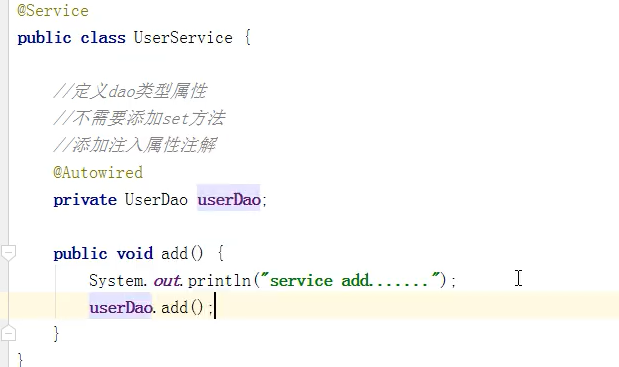 @Service
public class UserService {
//定义dao类型属性
//不需要添加set方法
//添加注入属性注解
@Autowired
private UserDao userDao;
public void add() {
System.out.println("service add.......");
userDao.add();
}
}